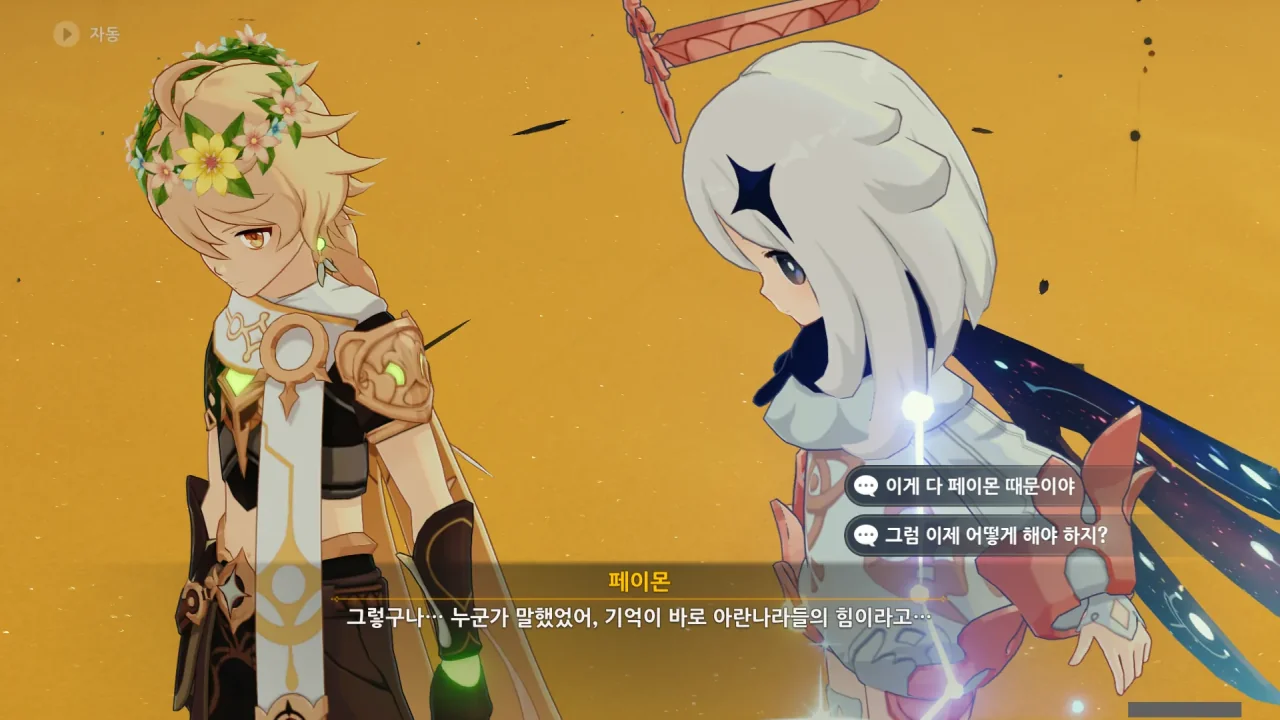 자동
이게 다 페이몬 때문이야
그럼 이제 어떻게 해야 하지?
페이몬
그렇구나… 누군가 말했었어, 기억이 바로 아란나라들의 힘이라고…